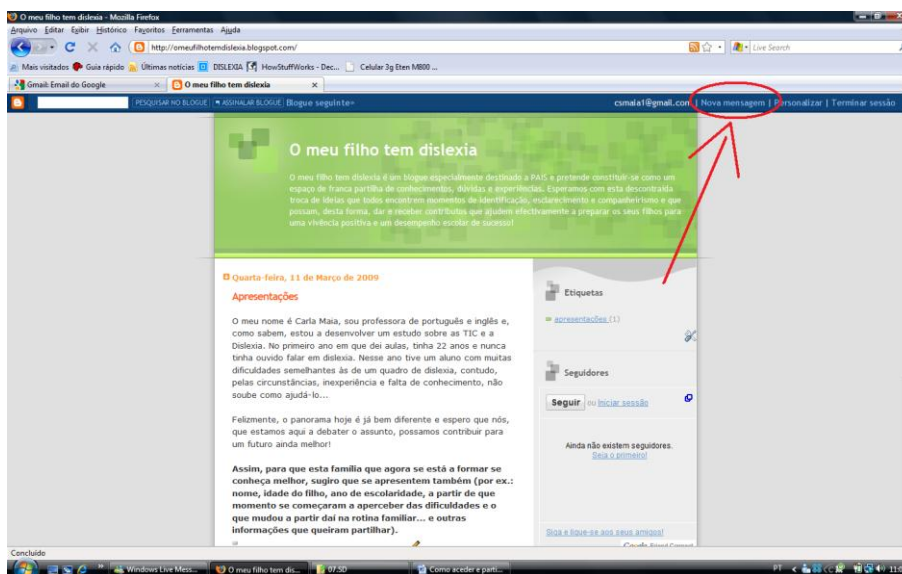 O meu filho tem dislexia - Mozilla Firefox
Arquivo Editar Exibir Histórico Favoritos Ferramentas Ajuda
http://omeufilhotemdislexia.blogspot.com/
Live Search
Mais visitados Guia rápido Últimas notícias DISLEXIA HowStuffWorks - Dec... Celular 3g Eten M800 ...
Gmail: Email do Google
O meu filho tem dislexia
PESQUISAR NO BLOGUE ASSINALAR BLOGUE Blogue seguinte»
csmaia1@gmail.com | Nova mensagem | Personalizar | Terminar sessão
O meu filho tem dislexia
O meu filho tem dislexia é um blogue especialmente destinado a PAIS e pretende constituir-se como um
espaço de franca partilha de conhecimentos, dúvidas e experiências. Esperamos com esta descontraída
troca de ideias que todos encontrem momentos de identificação, esclarecimento e companheirismo e que
possam, desta forma, dar e receber contributos que ajudem efectivamente a preparar os seus filhos para
uma vivência positiva e um desempenho escolar de sucesso!
Quarta-feira, 11 de Março de 2009
Apresentações
O meu nome é Carla Maia, sou professora de português e inglês e,
como sabem, estou a desenvolver um estudo sobre as TIC e a
Dislexia. No primeiro ano em que dei aulas, tinha 22 anos e nunca
tinha ouvido falar em dislexia. Nesse ano tive um aluno com muitas
dificuldades semelhantes às de um quadro de dislexia, contudo,
pelas circunstâncias, inexperiência e falta de conhecimento, não
soube como ajudá-lo...
Felizmente, o panorama hoje é já bem diferente e espero que nós,
que estamos aqui a debater o assunto, possamos contribuir para
um futuro ainda melhor!
Assim, para que esta família que agora se está a formar se
conheça melhor, sugiro que se apresentem também (por ex.:
nome, idade do filho, ano de escolaridade, a partir de que
momento se começaram a aperceber das dificuldades e o
que mudou a partir daí na rotina familiar... e outras
informações que queiram partilhar).
Etiquetas
apresentações (1)
Seguidores
Seguir ou Iniciar sessão
Ainda não existem seguidores.
Seja o primeiro!
Siga e ligue-se aos seus amigos!
Google Friend Connect
Concluído
Windows Live Mess...
O meu filho tem dis...
07.SD
Como aceder e parti...
PT